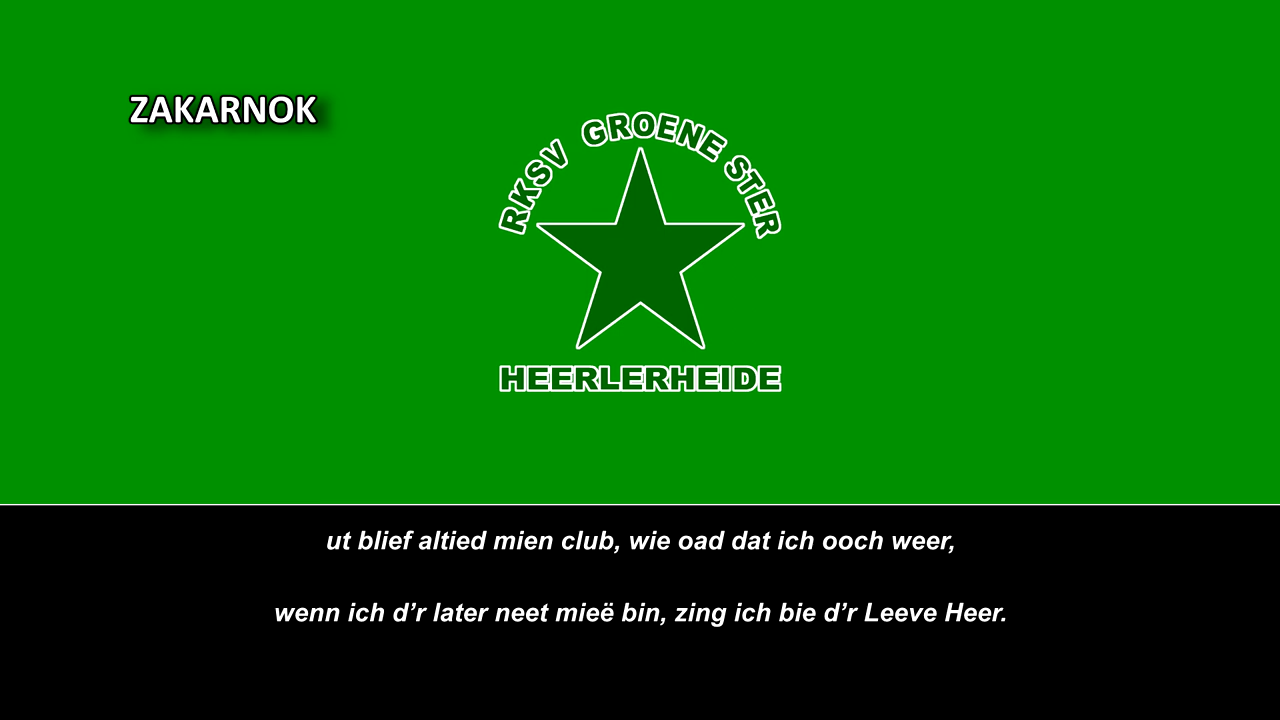 ZAKARNOK
RKSV GROENE STER
HEERLERHEIDE
ut blief altied mien club, wie oad dat ich ooch weer,
wenn ich d’r later neet mieë bin, zing ich bie d’r Leeve Heer.